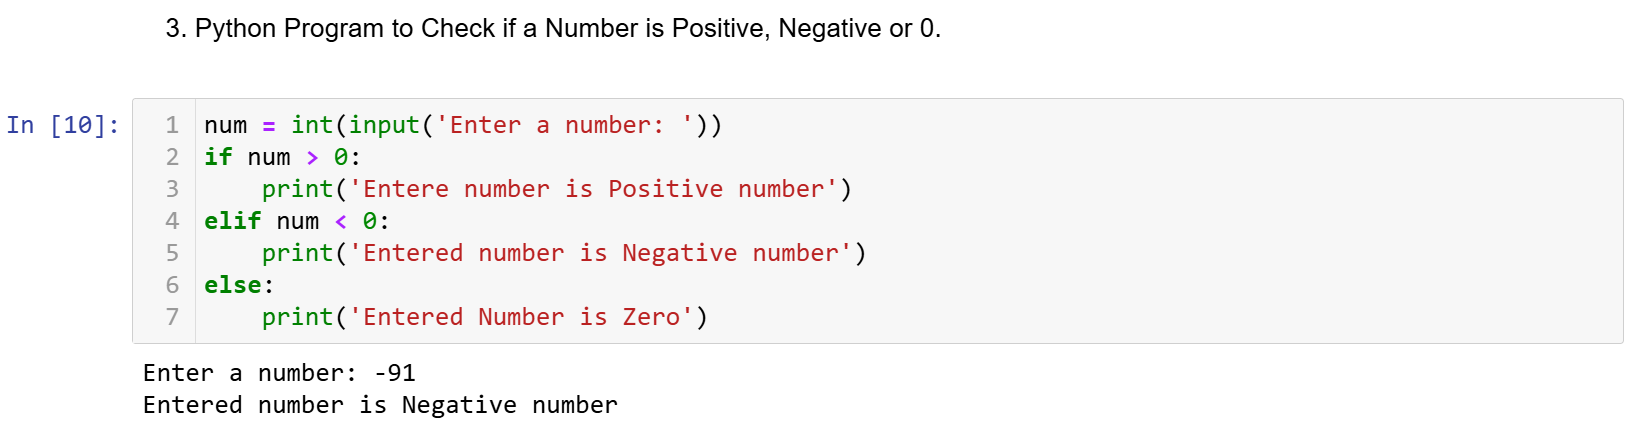 3. Python Program to Check if a Number is Positive, Negative or 0.
In [10]:
1 num = int(input('Enter a number: '))
2 if num > 0:
3     print('Entere number is Positive number')
4 elif num < 0:
5     print('Entered number is Negative number')
6 else:
7     print('Entered Number is Zero')
Enter a number: -91
Entered number is Negative number